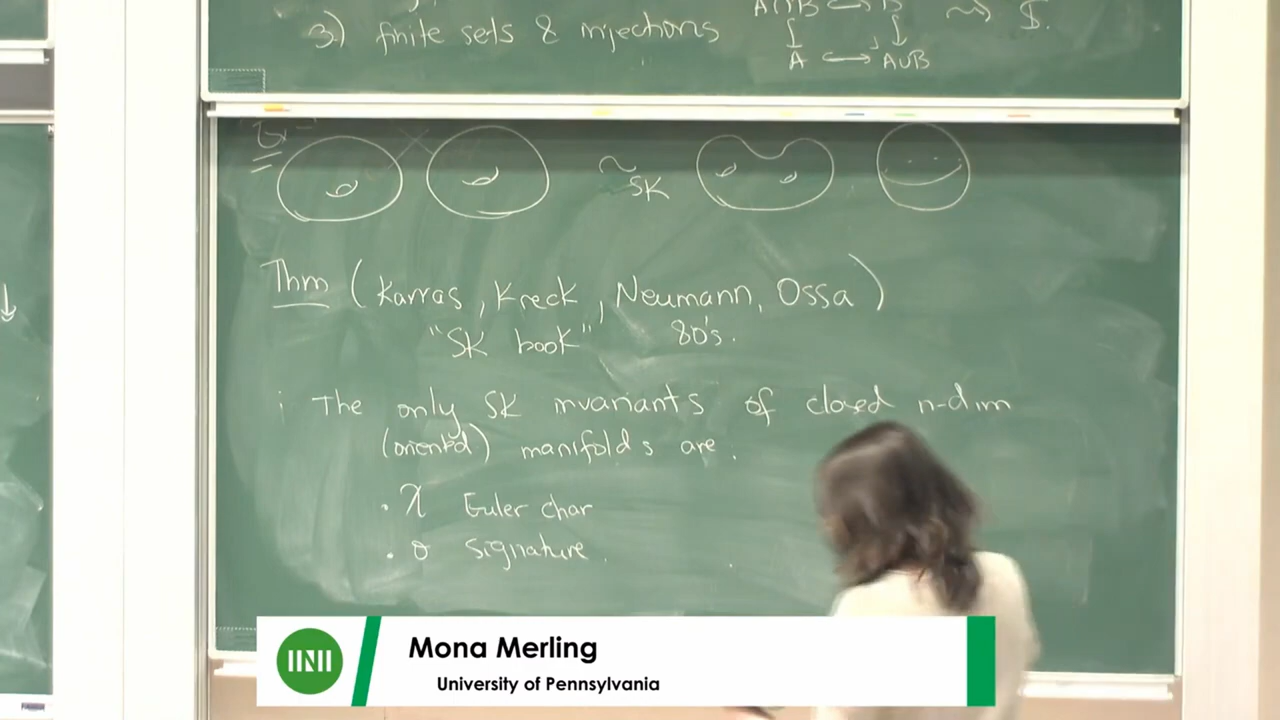 A∩B ↪ B
3) finite sets & injections ⤳ $.
A ↪ A∪B
~ SK
Thm (Karras, Kreck, Neumann, Ossa)
"SK book", 80's.
The only SK invariants of closed n-dim
(oriented) manifolds are.
· χ Euler char
· σ signature.
Mona Merling
University of Pennsylvania